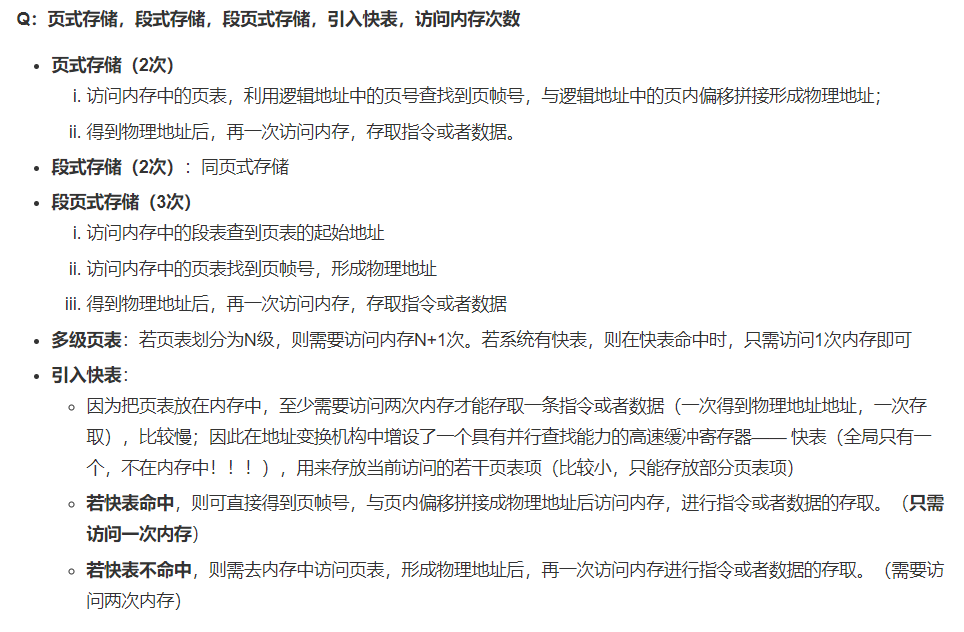 Q：页式存储，段式存储，段页式存储，引入快表，访问内存次数
• 页式存储（2次）
i. 访问内存中的页表，利用逻辑地址中的页号查找到页帧号，与逻辑地址中的页内偏移拼接形成物理地址；
ii. 得到物理地址后，再一次访问内存，存取指令或者数据。
• 段式存储（2次）：同页式存储
• 段页式存储（3次）
i. 访问内存中的段表查到页表的起始地址
ii. 访问内存中的页表找到页帧号，形成物理地址
iii. 得到物理地址后，再一次访问内存，存取指令或者数据
• 多级页表：若页表划分为N级，则需要访问内存N+1次。若系统有快表，则在快表命中时，只需访问1次内存即可
• 引入快表：
○ 因为把页表放在内存中，至少需要访问两次内存才能存取一条指令或者数据（一次得到物理地址地址，一次存
取），比较慢；因此在地址变换机构中增设了一个具有并行查找能力的高速缓冲寄存器—— 快表（全局只有一
个，不在内存中！！！），用来存放当前访问的若干页表项（比较小，只能存放部分页表项）
○ 若快表命中，则可直接得到页帧号，与页内偏移拼接成物理地址后访问内存，进行指令或者数据的存取。（只需
访问一次内存）
○ 若快表不命中，则需去内存中访问页表，形成物理地址后，再一次访问内存进行指令或者数据的存取。（需要访
问两次内存）